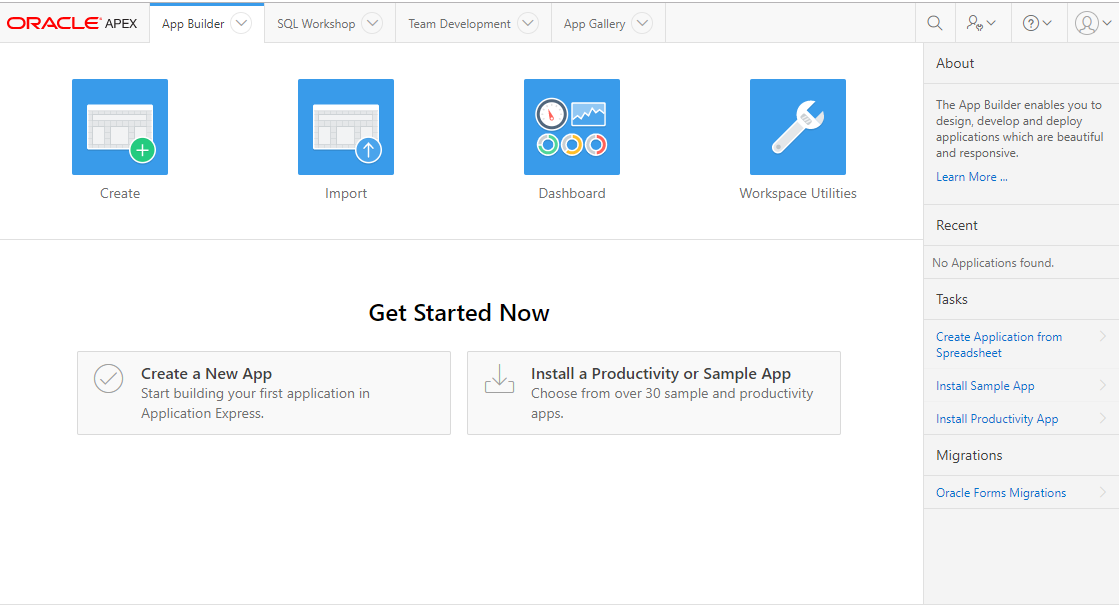 ORACLE APEX
App Builder
SQL Workshop
Team Development
App Gallery
Create
Import
Dashboard
Workspace Utilities
Get Started Now
Create a New App
Start building your first application in
Application Express.
Install a Productivity or Sample App
Choose from over 30 sample and productivity
apps.
About
The App Builder enables you to
design, develop and deploy
applications which are beautiful
and responsive.
Learn More ...
Recent
No Applications found.
Tasks
Create Application from
Spreadsheet
Install Sample App
Install Productivity App
Migrations
Oracle Forms Migrations